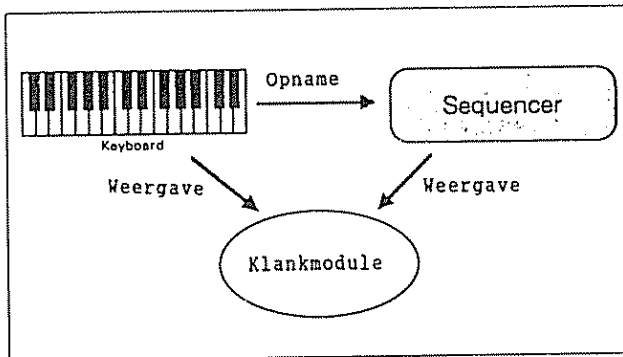 Opname
Sequencer
Keyboard
Weergave
Weergave
Klankmodule